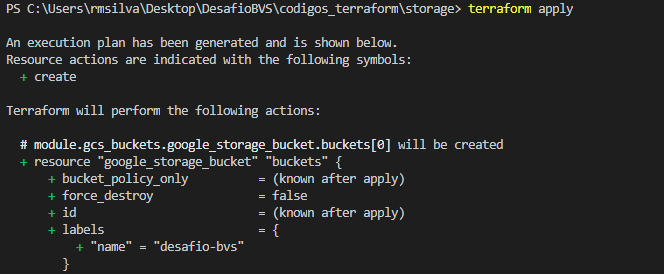 PS C:\Users\rmsilva\Desktop\DesafioBVS\codigos_terraform\storage> terraform apply
An execution plan has been generated and is shown below.
Resource actions are indicated with the following symbols:
+ create
Terraform will perform the following actions:
# module.gcs_buckets.google_storage_bucket.buckets[0] will be created
+ resource "google_storage_bucket" "buckets" {
+ bucket_policy_only = (known after apply)
+ force_destroy = false
+ id = (known after apply)
+ labels = {
+ "name" = "desafio-bvs"
}